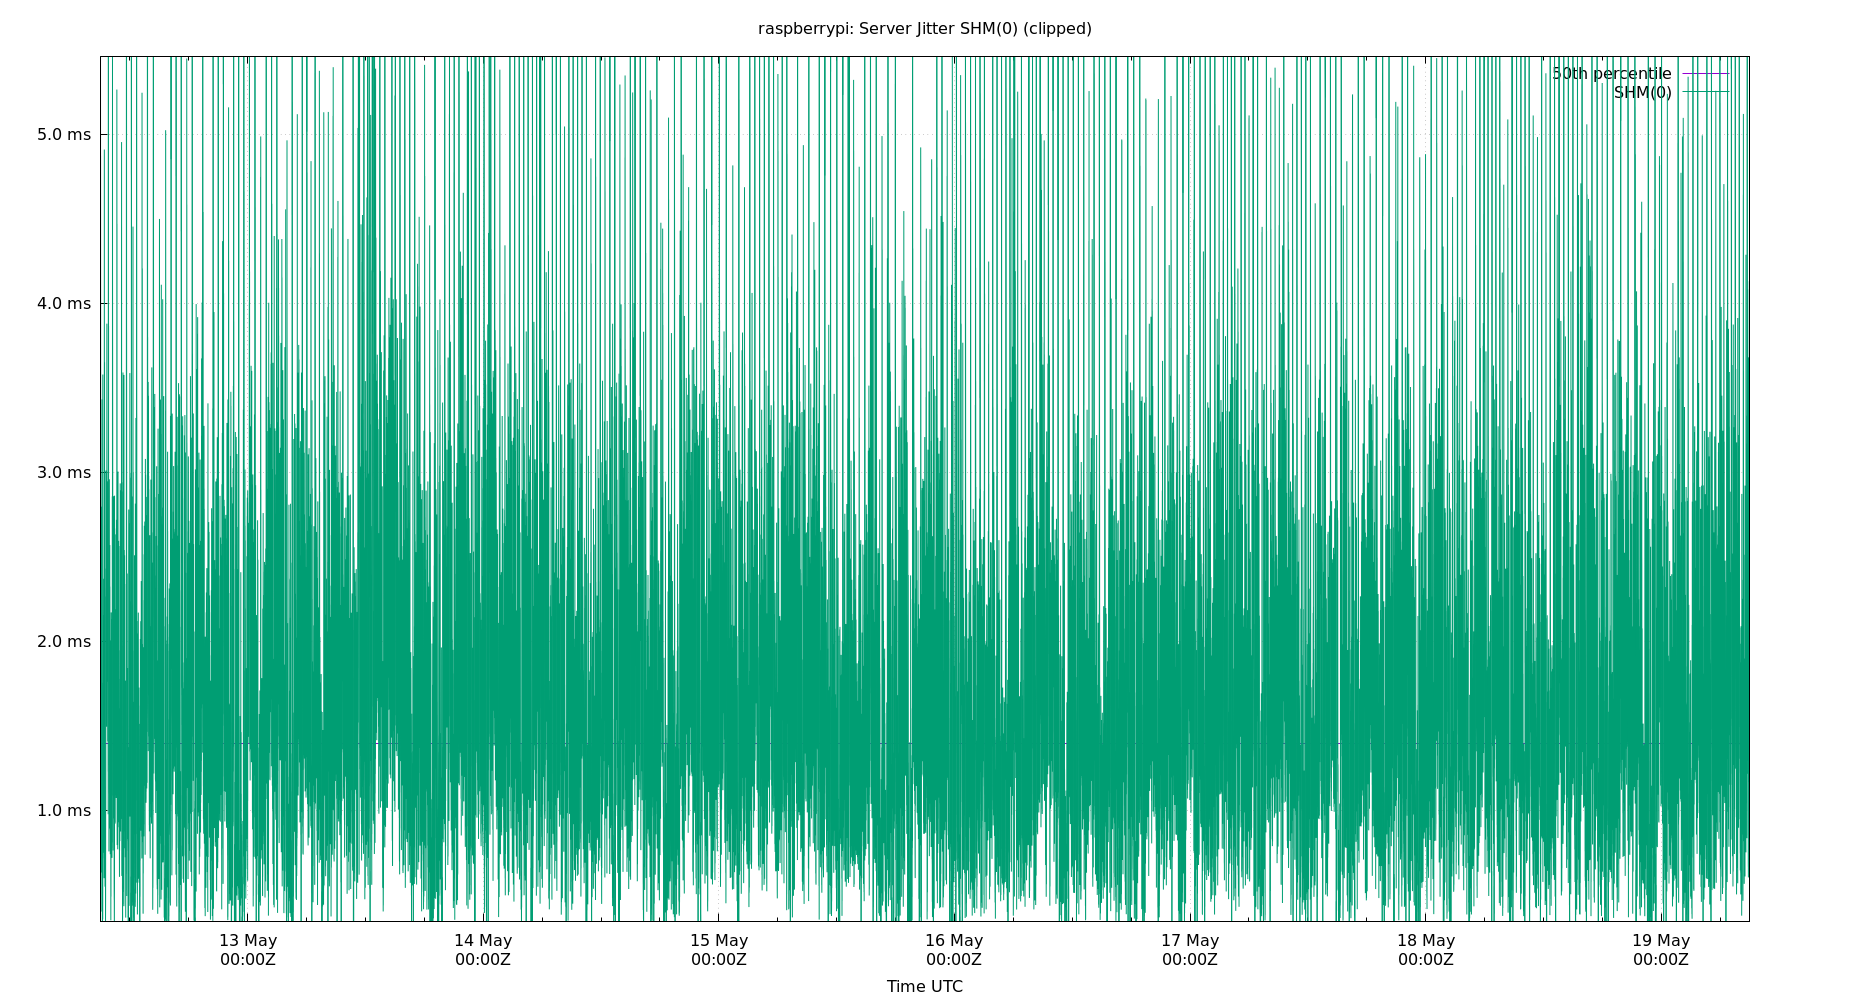 raspberrypi: Server Jitter SHM(0) (clipped)
50th percentile
SHM(0)
5.0 ms
4.0 ms
3.0 ms
2.0 ms
1.0 ms
13 May 14 May 15 May 16 May 17 May 18 May 19 May
00:00Z 00:00Z 00:00Z 00:00Z 00:00Z 00:00Z 00:00Z
Time UTC